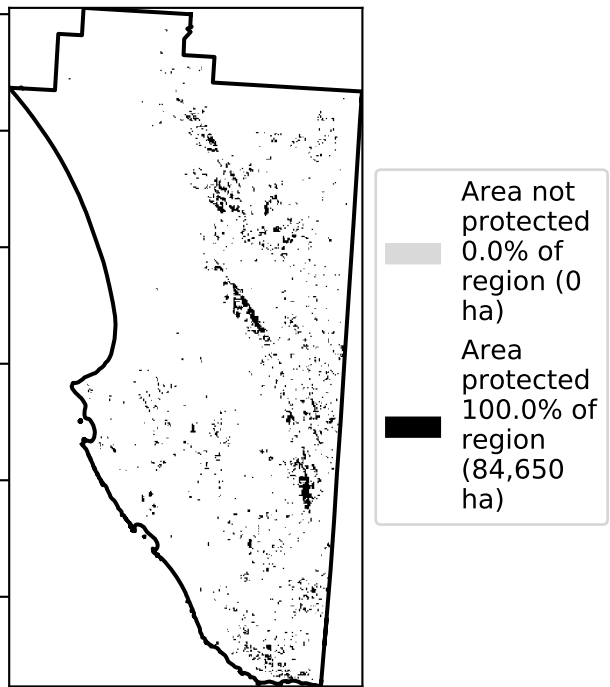 Area not
protected
0.0% of
region (0
ha)
Area
protected
100.0% of
region
(84,650
ha)